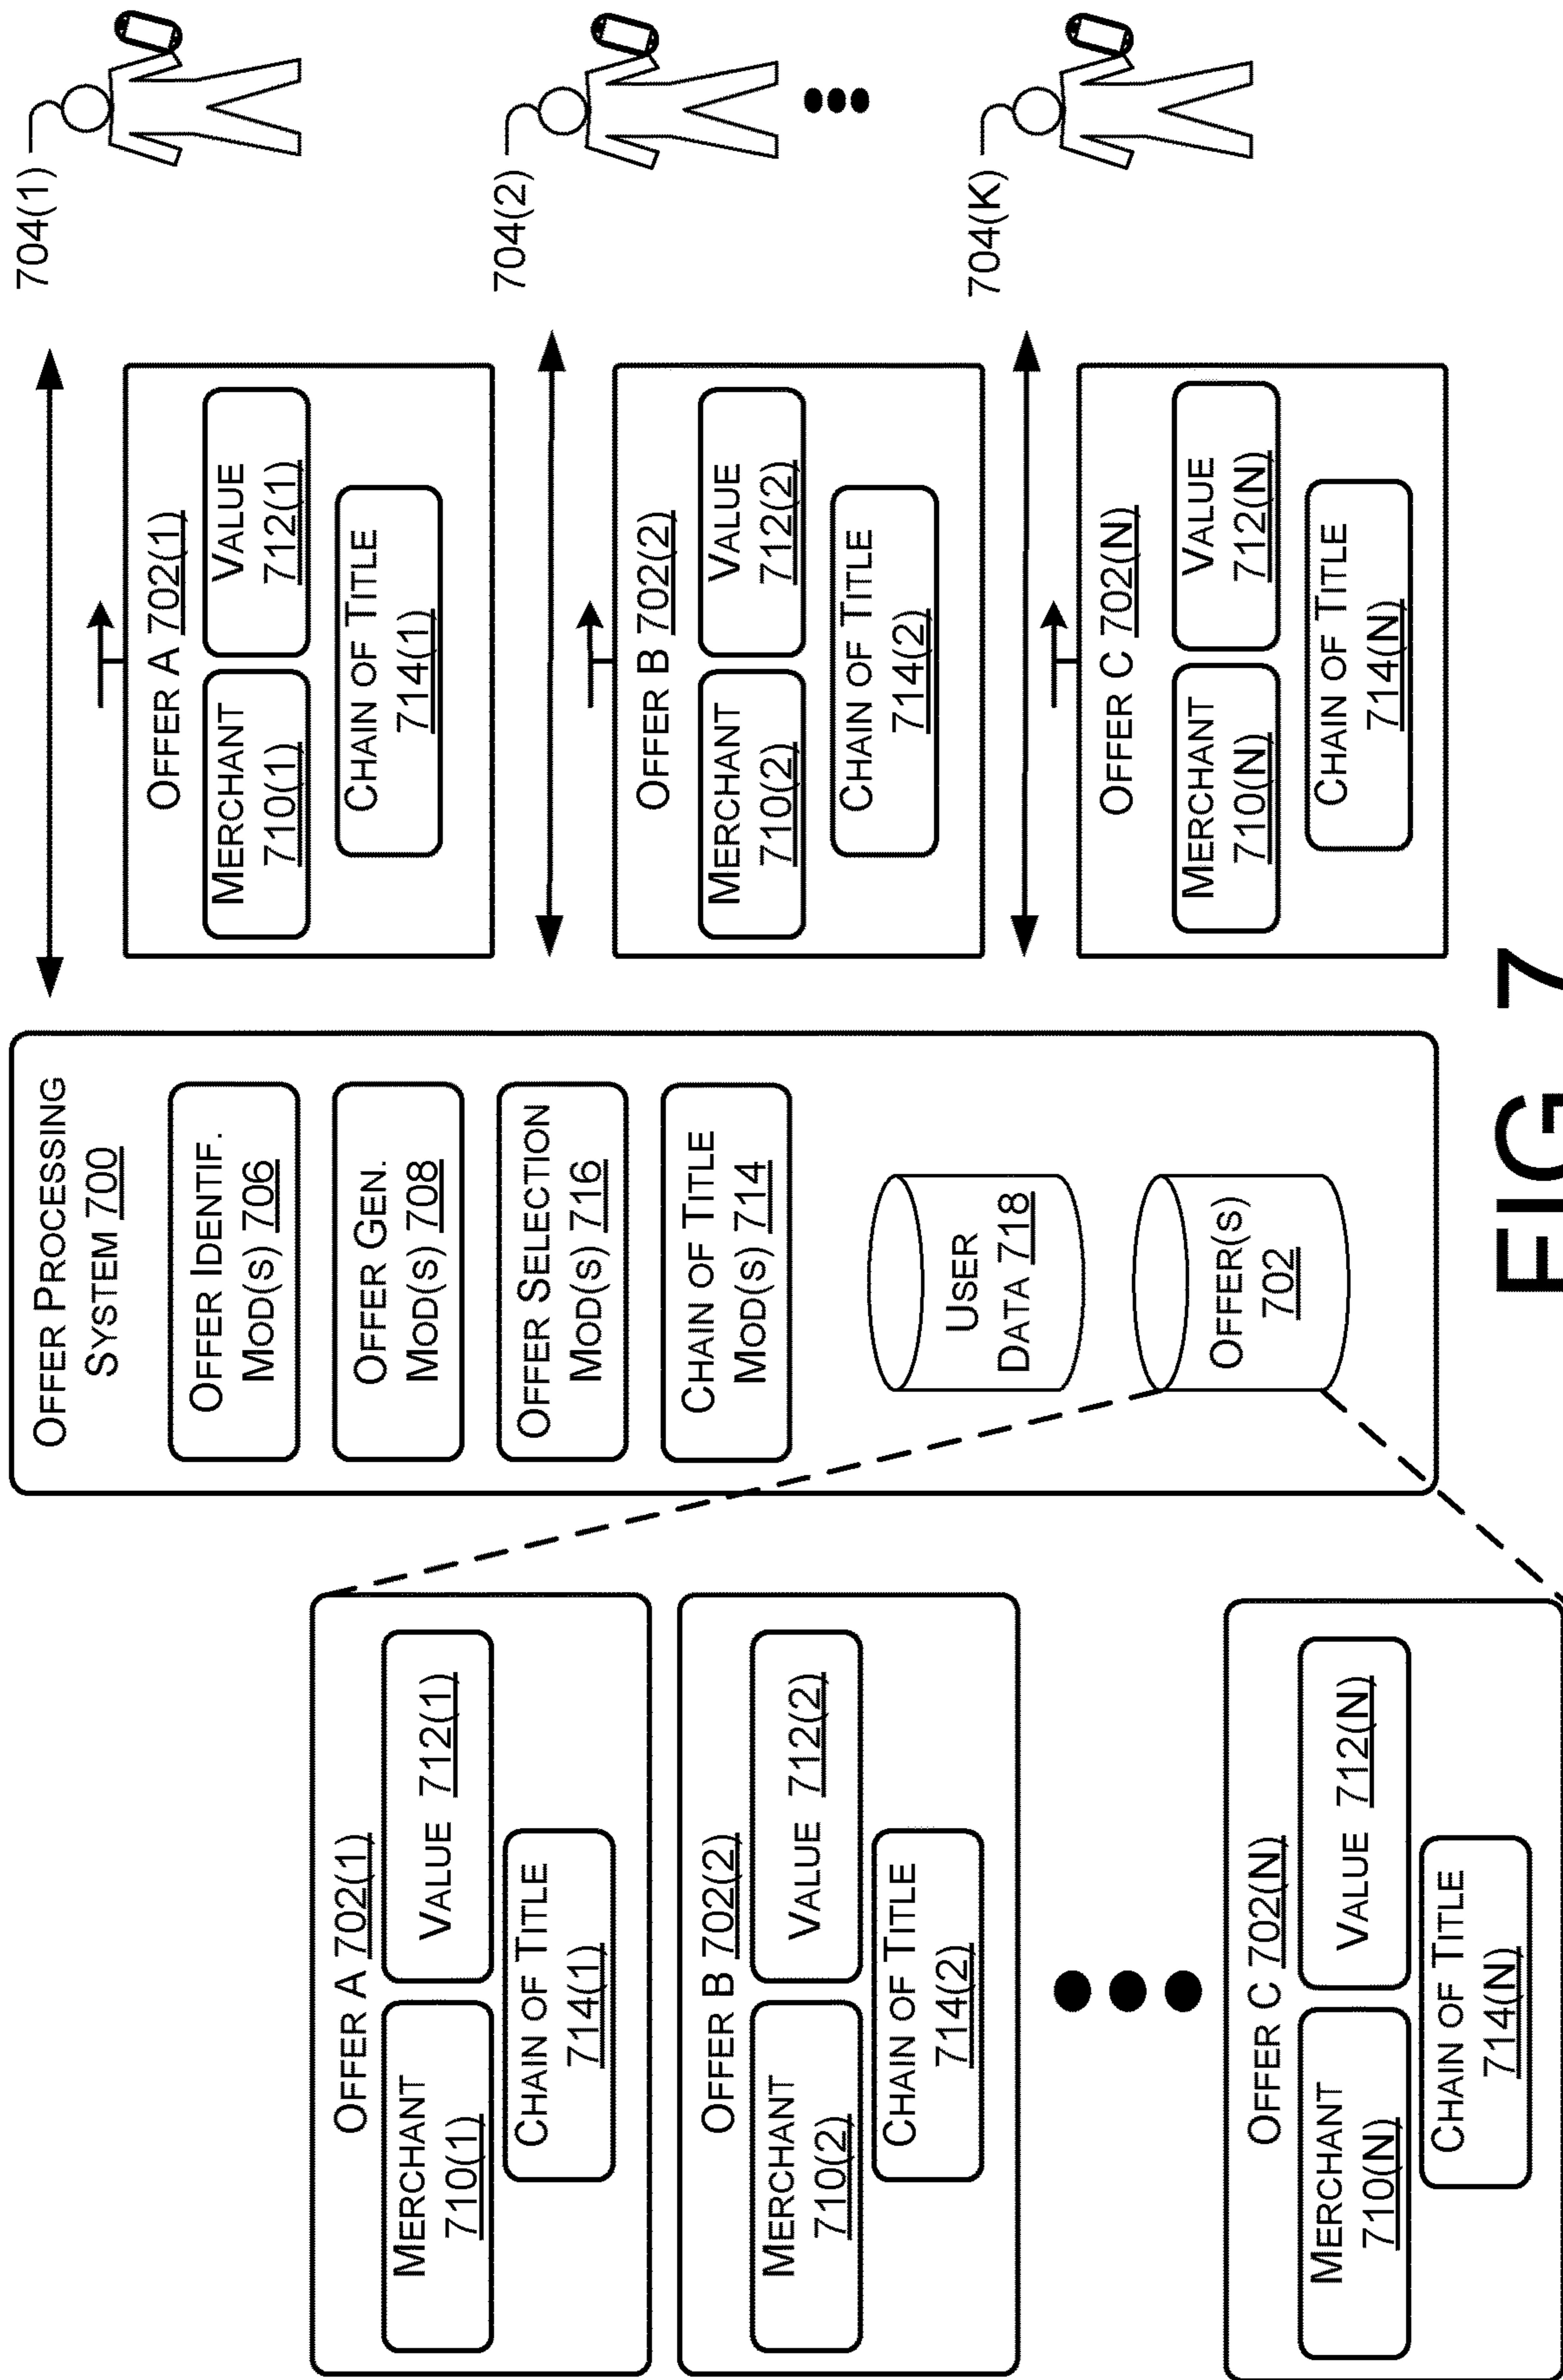 OFFER A 702(1)
MERCHANT
710(1)
VALUE 712(1)
CHAIN OF TITLE
714(1)
OFFER B 702(2)
MERCHANT
710(2)
VALUE 712(2)
CHAIN OF TITLE
714(2)
OFFER C 702(N)
MERCHANT
710(N)
VALUE 712(N)
CHAIN OF TITLE
714(N)
OFFER PROCESSING
SYSTEM 700
OFFER IDENTIF.
MOD(S) 706
OFFER GEN.
MOD(S) 708
OFFER SELECTION
MOD(S) 716
CHAIN OF TITLE
MOD(S) 714
USER
DATA 718
OFFER(S)
702
OFFER A 702(1)
MERCHANT
710(1)
VALUE
712(1)
CHAIN OF TITLE
714(1)
OFFER B 702(2)
MERCHANT
710(2)
VALUE
712(2)
CHAIN OF TITLE
714(2)
OFFER C 702(N)
MERCHANT
710(N)
VALUE
712(N)
CHAIN OF TITLE
714(N)
704(1)
704(2)
704(K)
FIG 7